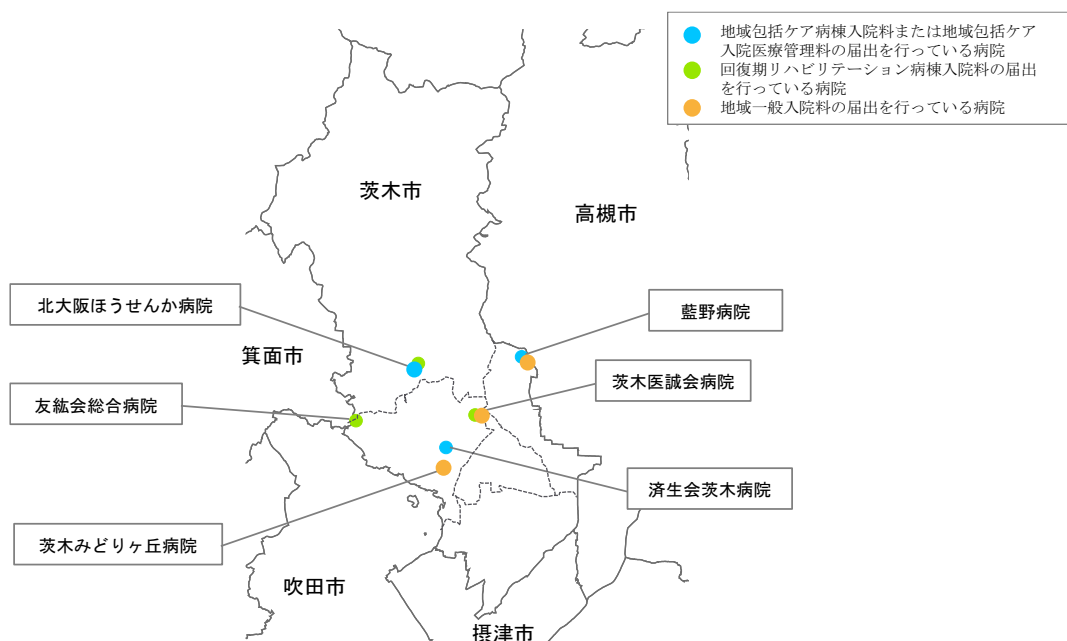 地域包括ケア病棟入院料または地域包括ケア
入院医療管理料の届出を行っている病院
回復期リハビリテーション病棟入院料の届出
を行っている病院
地域一般入院料の届出を行っている病院
茨木市
高槻市
北大阪ほうせんか病院
藍野病院
箕面市
茨木医誠会病院
友紘会総合病院
済生会茨木病院
茨木みどりヶ丘病院
吹田市
摂津市